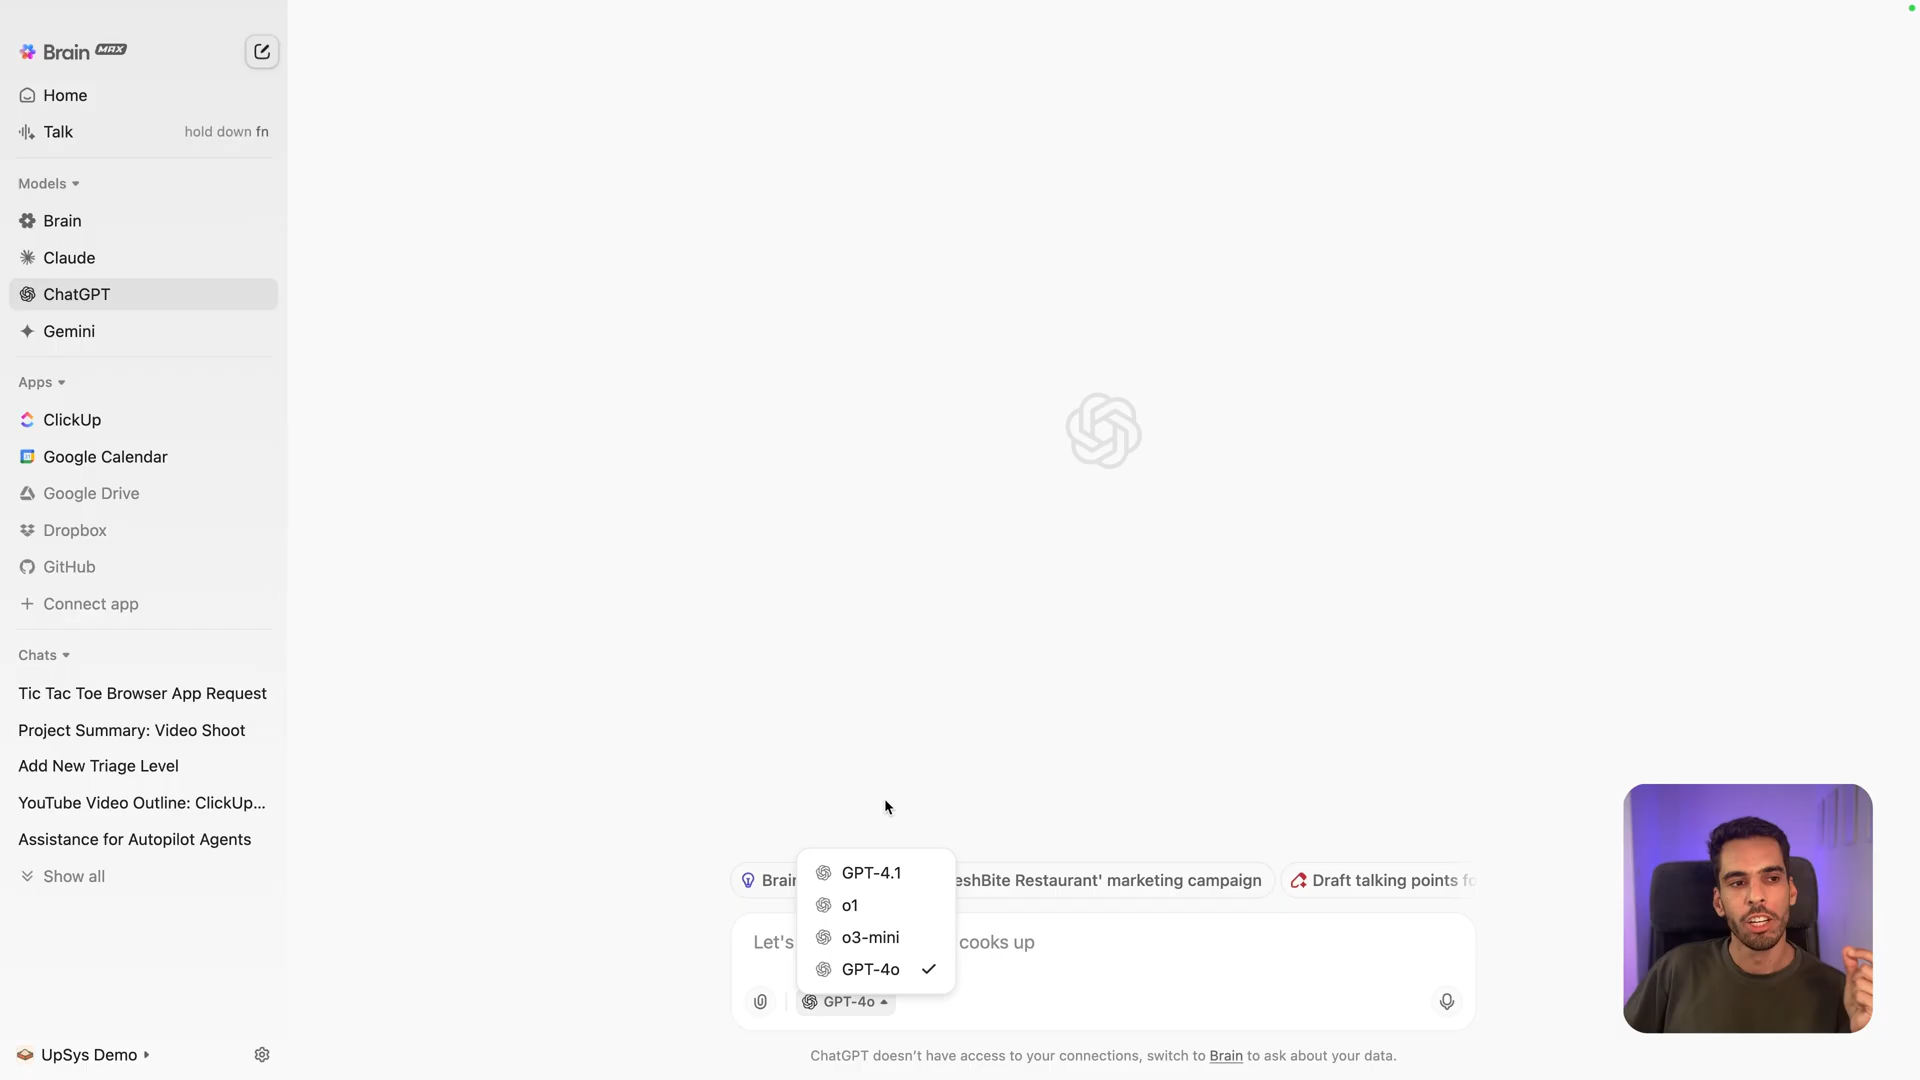 Brain MAX
Home
Talk hold down fn
Models
Brain
Claude
ChatGPT
Gemini
Apps
ClickUp
Google Calendar
Google Drive
Dropbox
GitHub
Connect app
Chats
Tic Tac Toe Browser App Request
Project Summary: Video Shoot
Add New Triage Level
YouTube Video Outline: ClickUp...
Assistance for Autopilot Agents
Show all
UpSys Demo
GPT-4.1
o1
o3-mini
GPT-4o
Restaurant' marketing campaign
Draft talking points
Let's cooks up
GPT-4o
ChatGPT doesn't have access to your connections, switch to Brain to ask about your data.